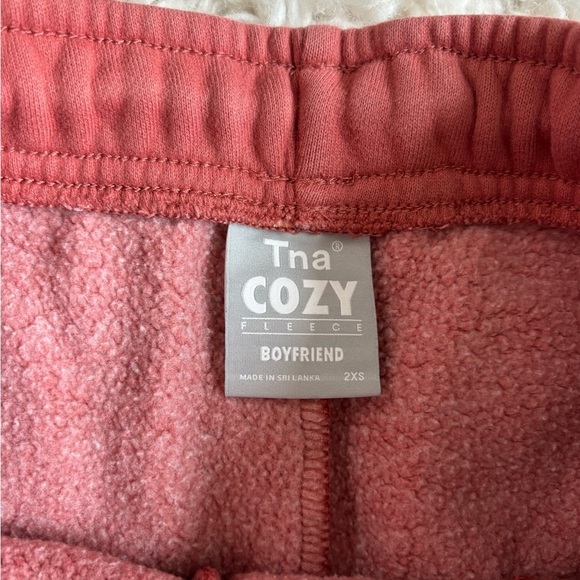 Tna®
COZY
FLEECE
BOYFRIEND
MADE IN SRI LANKA 2XS